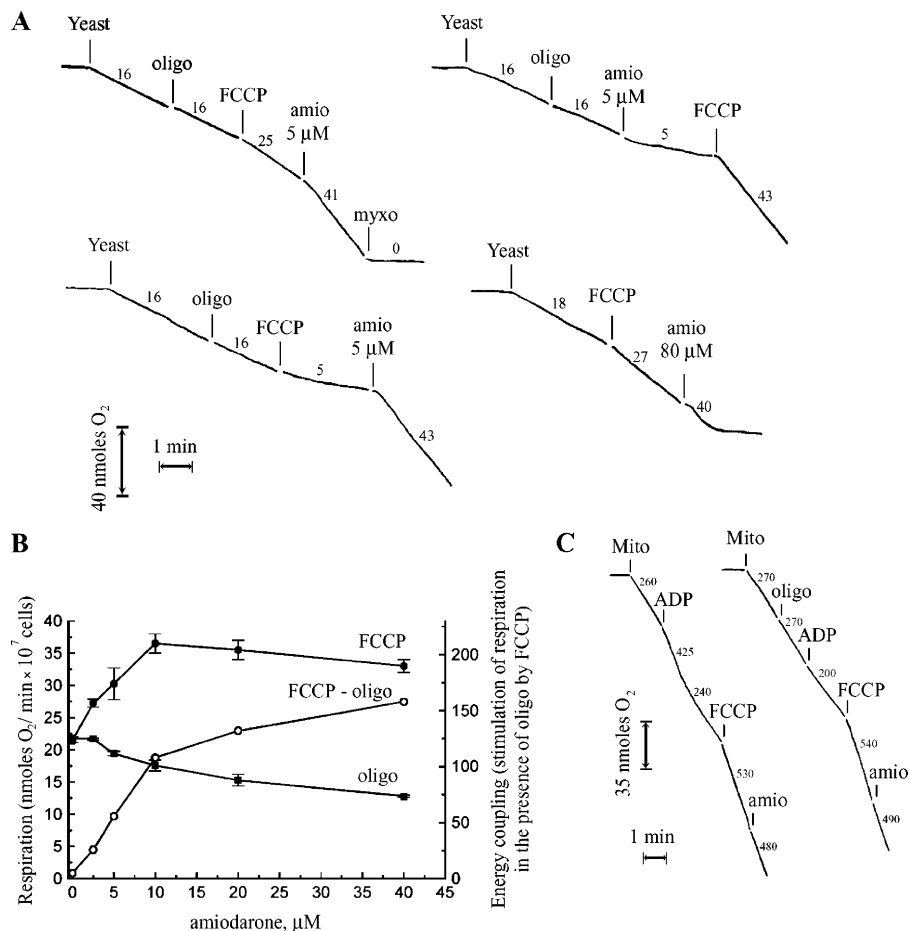 A
Yeast
16
oligo
16
FCCP
25
amio
5 µM
41
myxo
0
Yeast
16
oligo
16
amio
5 µM
5
FCCP
43
Yeast
16
oligo
16
FCCP
5
amio
5 µM
43
Yeast
18
FCCP
27
amio
80 µM
40
40 nmoles O2
1 min
B
Respiration (nmoles O2/ min × 10^7 cells)
40
35
30
25
20
15
10
5
0
FCCP
FCCP - oligo
oligo
200
150
100
50
0
Energy coupling (stimulation of respiration
in the presence of oligo by FCCP)
0 5 10 15 20 25 30 35 40 45
amiodarone, µM
C
Mito
260
ADP
425
240
FCCP
530
amio
480
Mito
270
oligo
270
ADP
200
FCCP
540
amio
490
35 nmoles O2
1 min